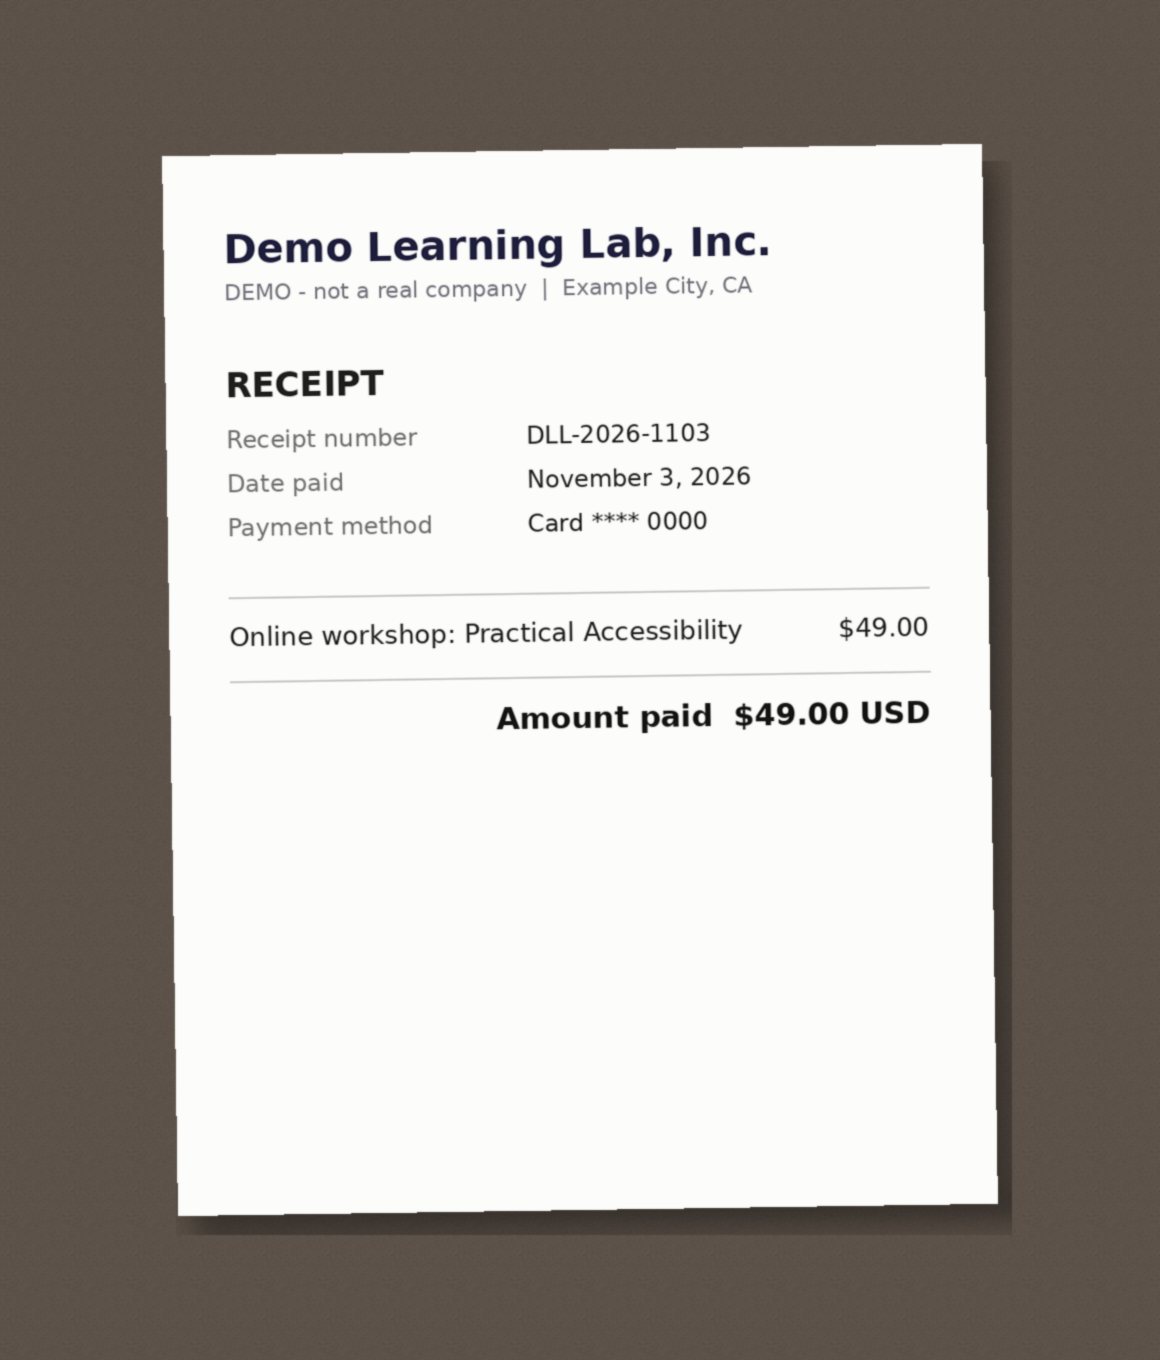 Demo Learning Lab, Inc.
DEMO - not a real company | Example City, CA
RECEIPT
Receipt number DLL-2026-1103
Date paid November 3, 2026
Payment method Card **** 0000
Online workshop: Practical Accessibility $49.00
Amount paid $49.00 USD